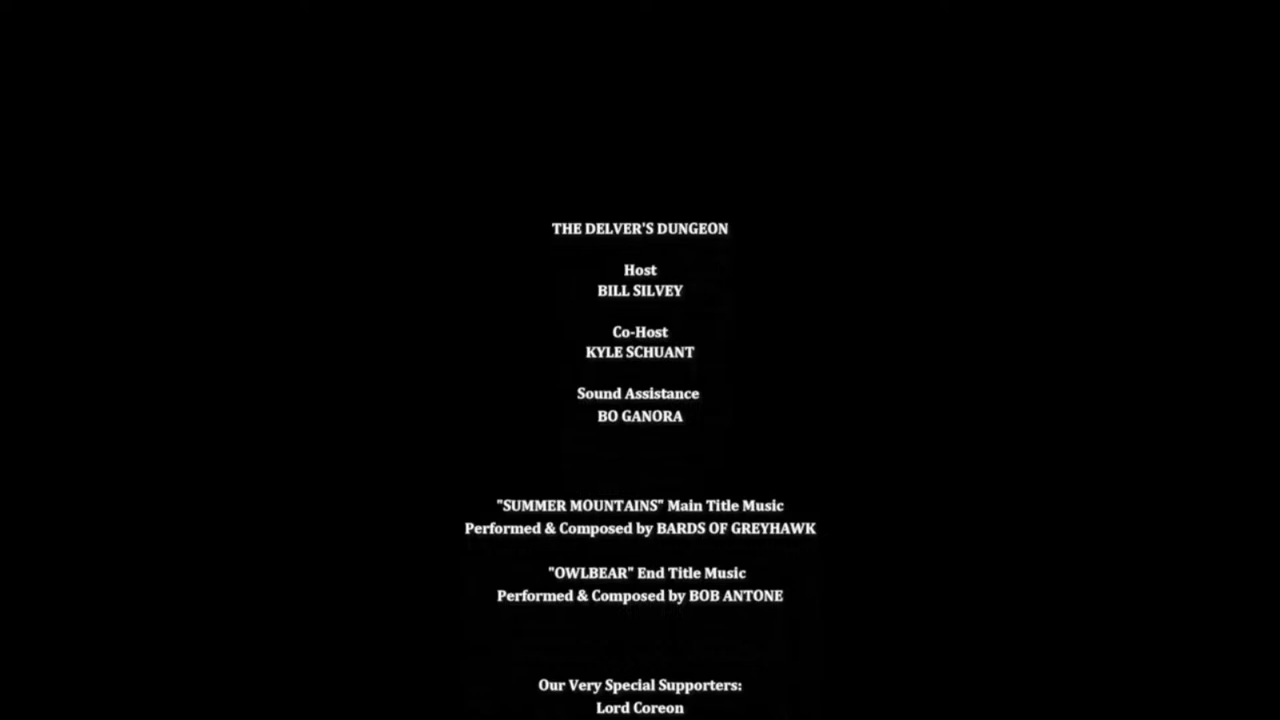 THE DELVER'S DUNGEON
Host
BILL SILVEY
Co-Host
KYLE SCHUANT
Sound Assistance
BO GANORA
"SUMMER MOUNTAINS" Main Title Music
Performed & Composed by BARDS OF GREYHAWK
"OWLBEAR" End Title Music
Performed & Composed by BOB ANTONE
Our Very Special Supporters:
Lord Coreon